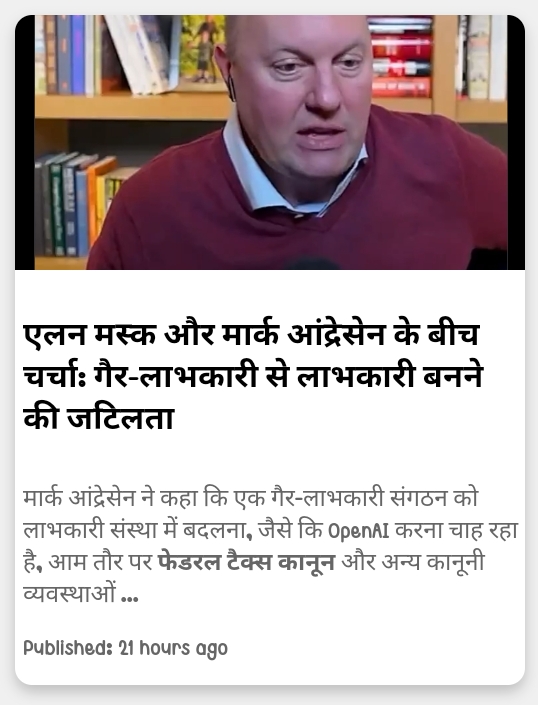 एलन मस्क और मार्क आंद्रेसेन के बीच
चर्चा: गैर-लाभकारी से लाभकारी बनने
की जटिलता
मार्क आंद्रेसेन ने कहा कि एक गैर-लाभकारी संगठन को
लाभकारी संस्था में बदलना, जैसे कि OpenAI करना चाह रहा
है, आम तौर पर फेडरल टैक्स कानून और अन्य कानूनी
व्यवस्थाओं ...
Published: 21 hours ago